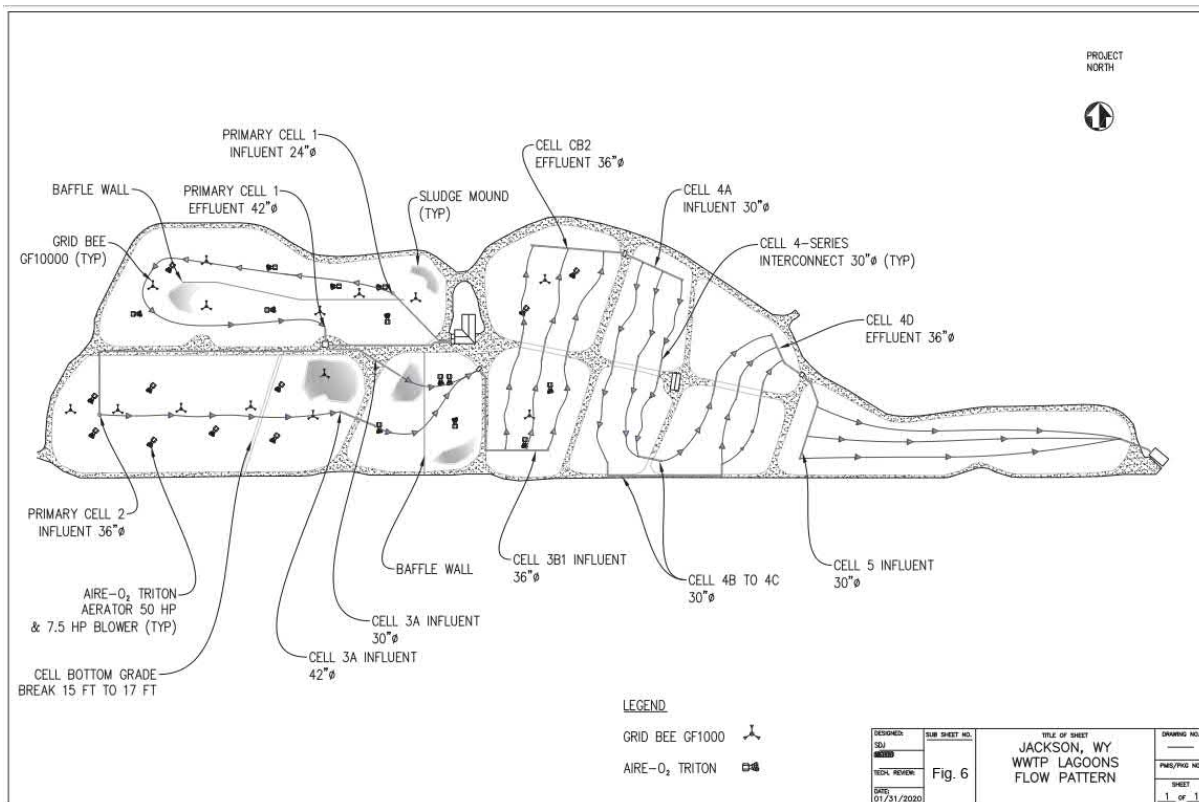 PROJECT
NORTH
PRIMARY CELL 1
INFLUENT 24"ø
CELL CB2
EFFLUENT 36"ø
BAFFLE WALL
PRIMARY CELL 1
EFFLUENT 42"ø
SLUDGE MOUND
(TYP)
CELL 4A
INFLUENT 30"ø
GRID BEE
GF10000 (TYP)
CELL 4-SERIES
INTERCONNECT 30"ø (TYP)
CELL 4D
EFFLUENT 36"ø
PRIMARY CELL 2
INFLUENT 36"ø
AIRE-O₂ TRITON
AERATOR 50 HP
& 7.5 HP BLOWER (TYP)
CELL BOTTOM GRADE
BREAK 15 FT TO 17 FT
BAFFLE WALL
CELL 3A INFLUENT
30"ø
CELL 3A INFLUENT
42"ø
CELL 3B1 INFLUENT
36"ø
CELL 4B TO 4C
30"ø
CELL 5 INFLUENT
30"ø
LEGEND
GRID BEE GF1000
AIRE-O₂ TRITON
DESIGNED:
SDJ
TECH. REVIEW:
DATE:
01/31/2020
SUB SHEET NO.
Fig. 6
TITLE OF SHEET
JACKSON, WY
WWTP LAGOONS
FLOW PATTERN
DRAWING NO.
PMIS/PKG NO.
SHEET
1 OF 1